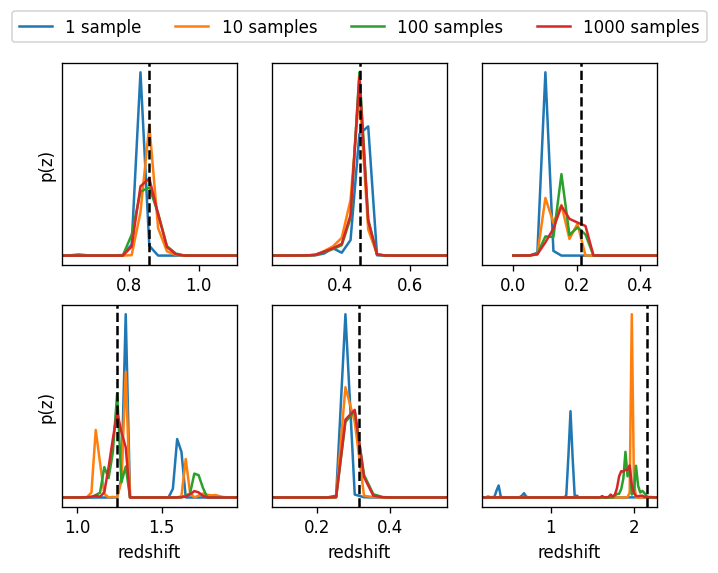 1 sample 10 samples 100 samples 1000 samples
p(z)
0.8 1.0 0.4 0.6 0.0 0.2 0.4
p(z)
1.0 1.5 0.2 0.4 1 2
redshift redshift redshift